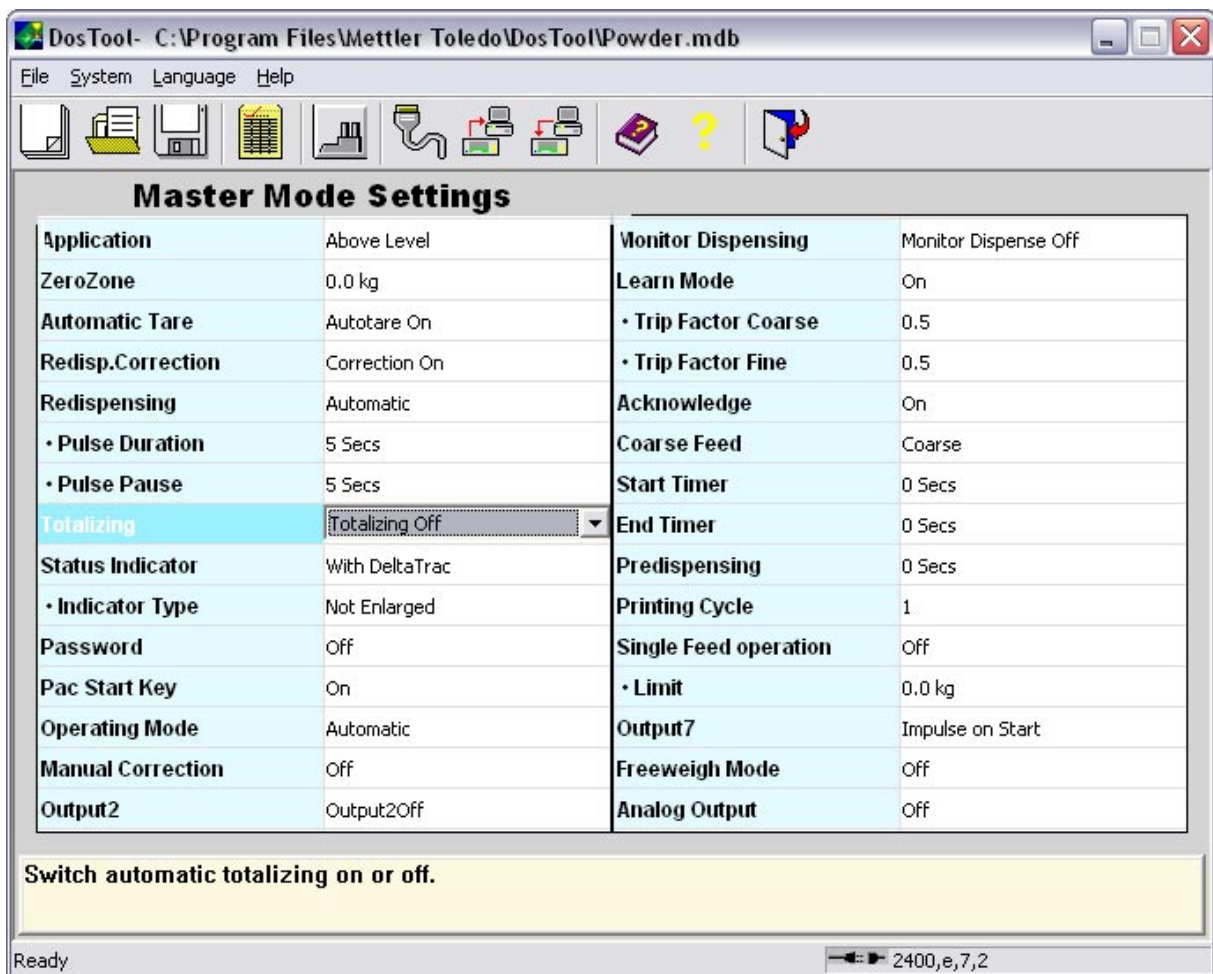 DosTool- C:\Program Files\Mettler Toledo\DosTool\Powder.mdb
File System Language Help
Master Mode Settings
Application Above Level Monitor Dispensing Monitor Dispense Off
ZeroZone 0.0 kg Learn Mode On
Automatic Tare Autotare On • Trip Factor Coarse 0.5
Redisp.Correction Correction On • Trip Factor Fine 0.5
Redispensing Automatic Acknowledge On
• Pulse Duration 5 Secs Coarse Feed Coarse
• Pulse Pause 5 Secs Start Timer 0 Secs
Totalizing Totalizing Off End Timer 0 Secs
Status Indicator With DeltaTrac Predispensing 0 Secs
• Indicator Type Not Enlarged Printing Cycle 1
Password Off Single Feed operation Off
Pac Start Key On • Limit 0.0 kg
Operating Mode Automatic Output7 Impulse on Start
Manual Correction Off Freeweigh Mode Off
Output2 Output2Off Analog Output Off
Switch automatic totalizing on or off.
Ready 2400,e,7,2